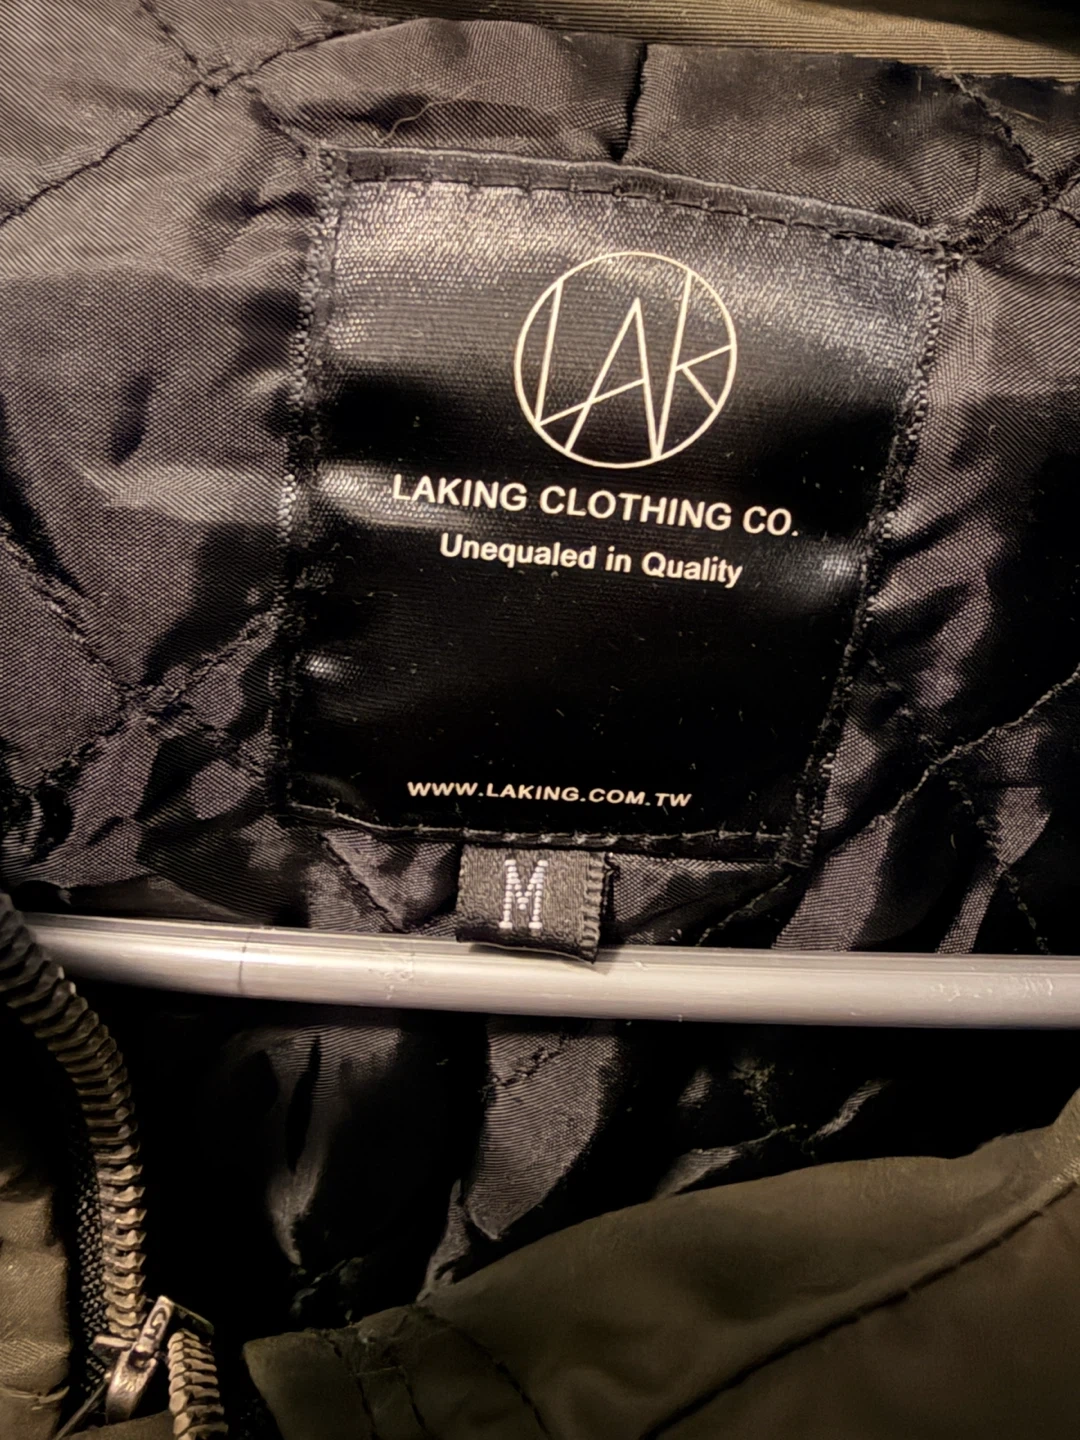 LAK
LAKING CLOTHING CO.
Unequaled in Quality
WWW.LAKING.COM.TW
M